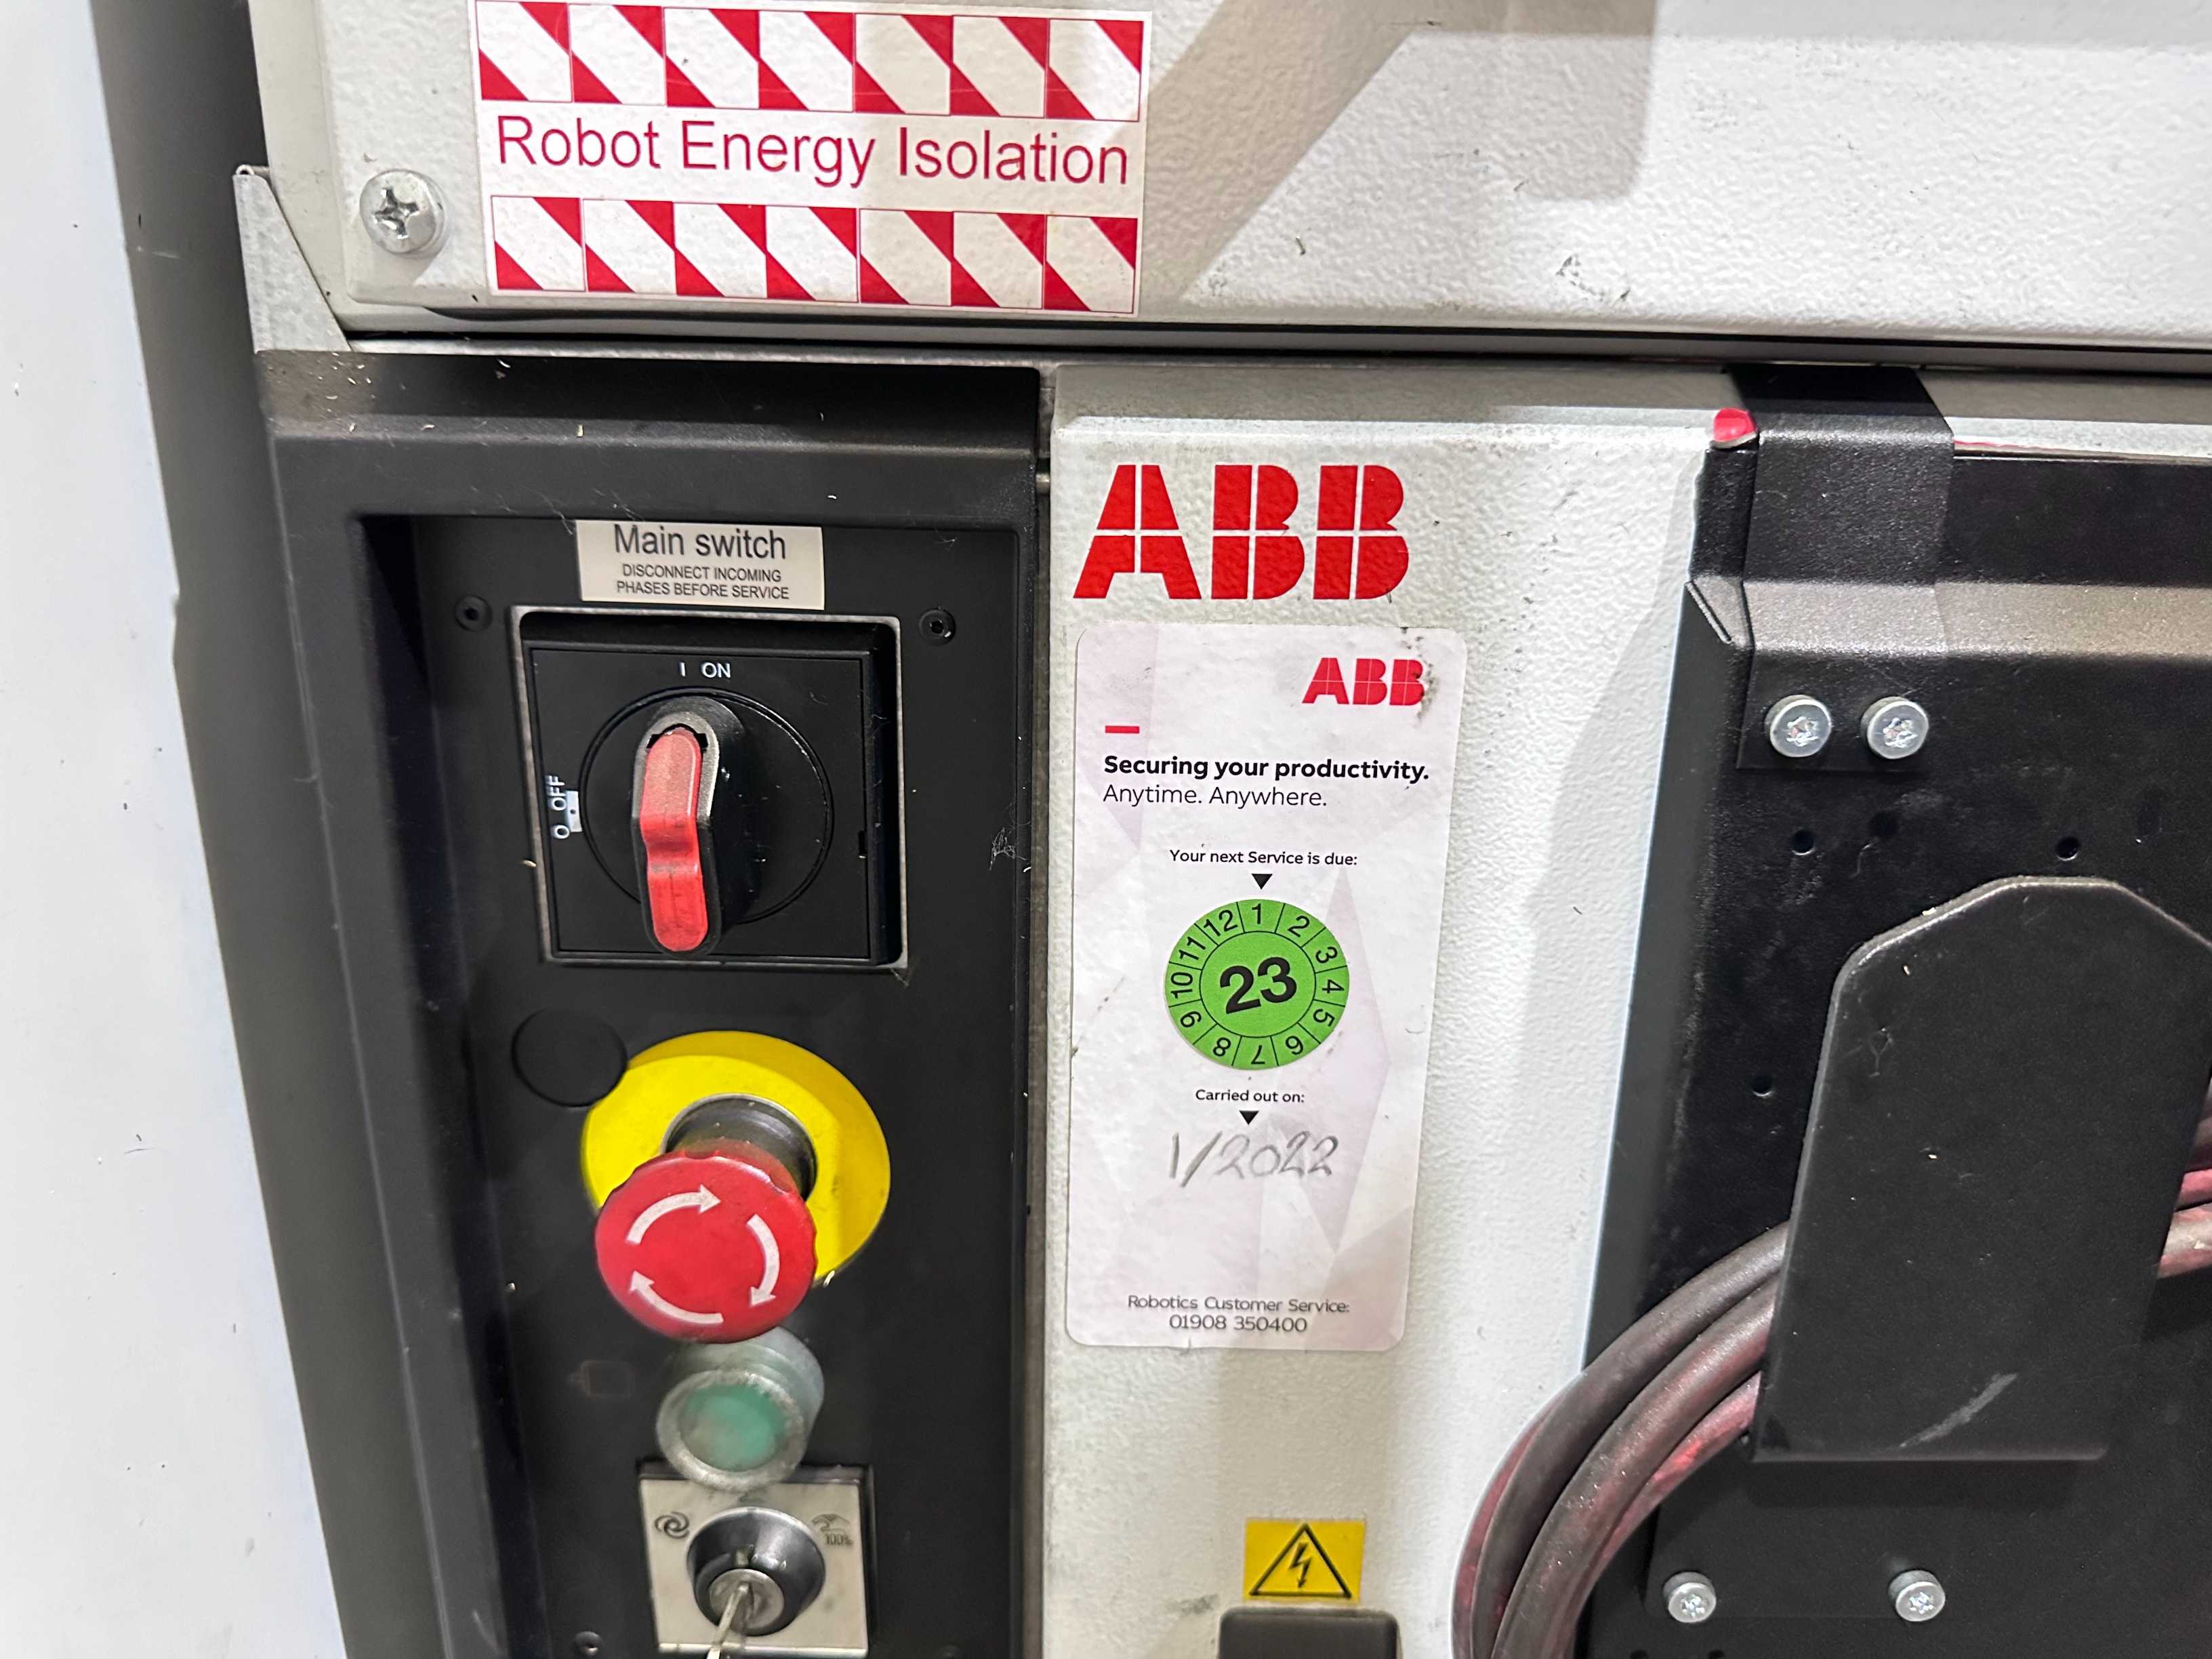 Robot Energy Isolation
Main switch
DISCONNECT INCOMING
PHASES BEFORE SERVICE
I ON
O OFF
ABB
ABB
Securing your productivity.
Anytime. Anywhere.
Your next Service is due:
1 2 3 4 5 6 7 8 9 10 11 12
23
Carried out on:
1/2022
Robotics Customer Service:
01908 350400
100%